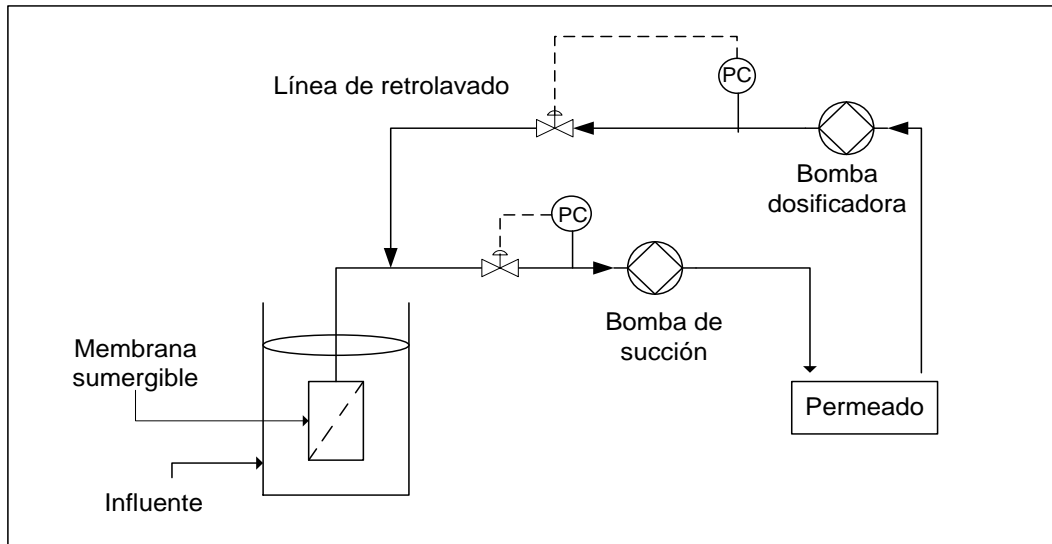 PC
Línea de retrolavado
Bomba
dosificadora
PC
Bomba de
succión
Membrana
sumergible
Permeado
Influente